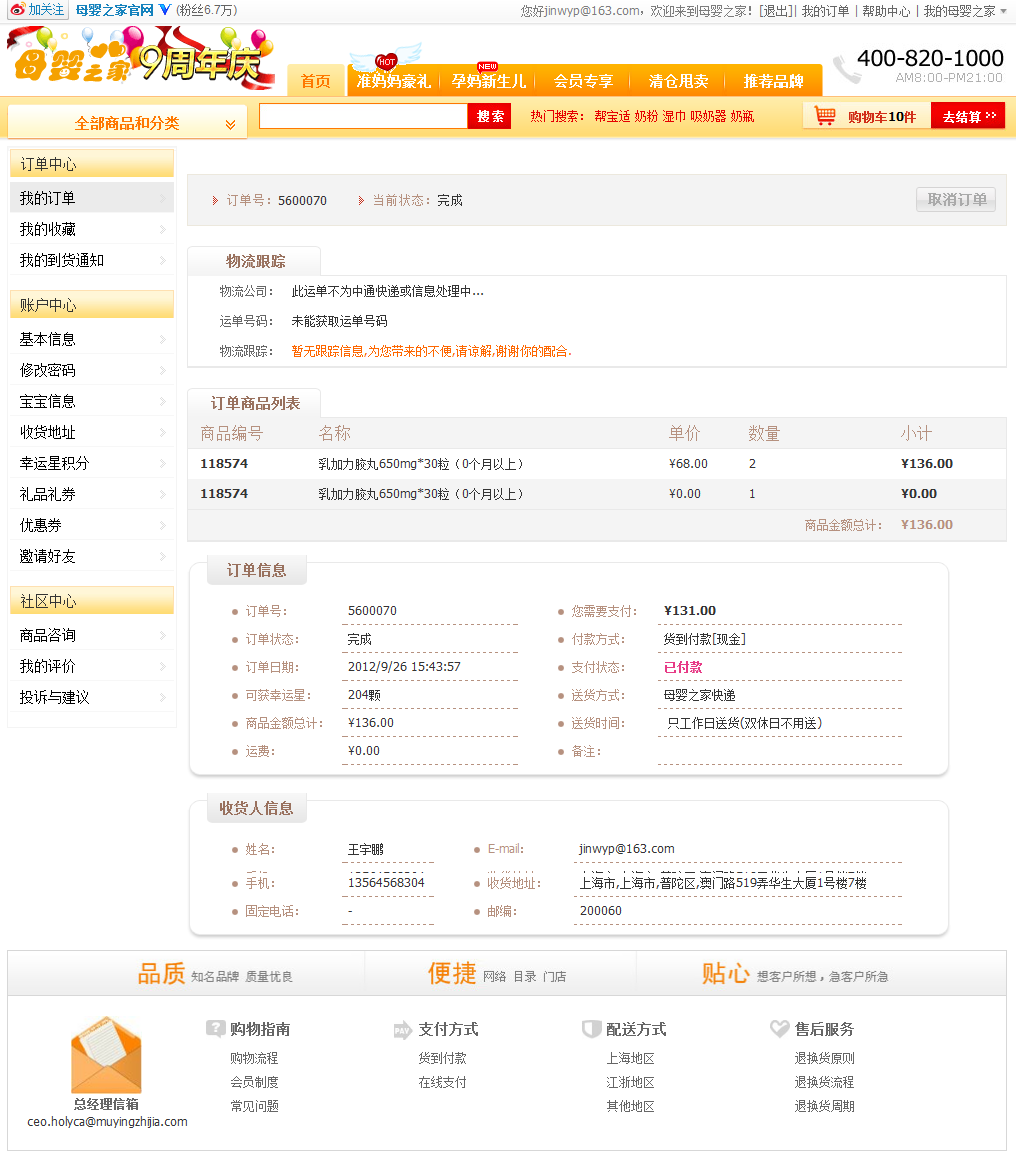 加关注 母婴之家官网 (粉丝6.7万) 您好jinwyp@163.com，欢迎来到母婴之家！[退出] | 我的订单 | 帮助中心 | 我的母婴之家
母婴之家 9周年庆
400-820-1000
AM8:00-PM21:00
HOT NEW
首页 准妈妈豪礼 孕妈新生儿 会员专享 清仓甩卖 推荐品牌
全部商品和分类 搜索 热门搜索： 帮宝适 奶粉 湿巾 吸奶器 奶瓶 购物车10件 去结算
订单中心
我的订单
我的收藏
我的到货通知
账户中心
基本信息
修改密码
宝宝信息
收货地址
幸运星积分
礼品礼券
优惠券
邀请好友
社区中心
商品咨询
我的评价
投诉与建议
订单号：5600070 当前状态：完成 取消订单
物流跟踪
物流公司： 此运单不为中通快递或信息处理中...
运单号码： 未能获取运单号码
物流跟踪： 暂无跟踪信息,为您带来的不便,请谅解,谢谢你的配合.
订单商品列表
商品编号 名称 单价 数量 小计
118574 乳加力胶丸650mg*30粒（0个月以上） ¥68.00 2 ¥136.00
118574 乳加力胶丸650mg*30粒（0个月以上） ¥0.00 1 ¥0.00
商品金额总计： ¥136.00
订单信息
订单号： 5600070 您需要支付： ¥131.00
订单状态： 完成 付款方式： 货到付款[现金]
订单日期： 2012/9/26 15:43:57 支付状态： 已付款
可获幸运星： 204颗 送货方式： 母婴之家快递
商品金额总计： ¥136.00 送货时间： 只工作日送货(双休日不用送)
运费： ¥0.00 备注：
收货人信息
姓名： 王宇鹏 E-mail: jinwyp@163.com
手机： 13564568304 收货地址： 上海市,上海市,普陀区,澳门路519弄华生大厦1号楼7楼
固定电话： - 邮编： 200060
品质 知名品牌 质量优良 便捷 网络 目录 门店 贴心 想客户所想，急客户所急
总经理信箱
ceo.holyca@muyingzhijia.com
购物指南
购物流程
会员制度
常见问题
PAY 支付方式
货到付款
在线支付
配送方式
上海地区
江浙地区
其他地区
售后服务
退换货原则
退换货流程
退换货周期